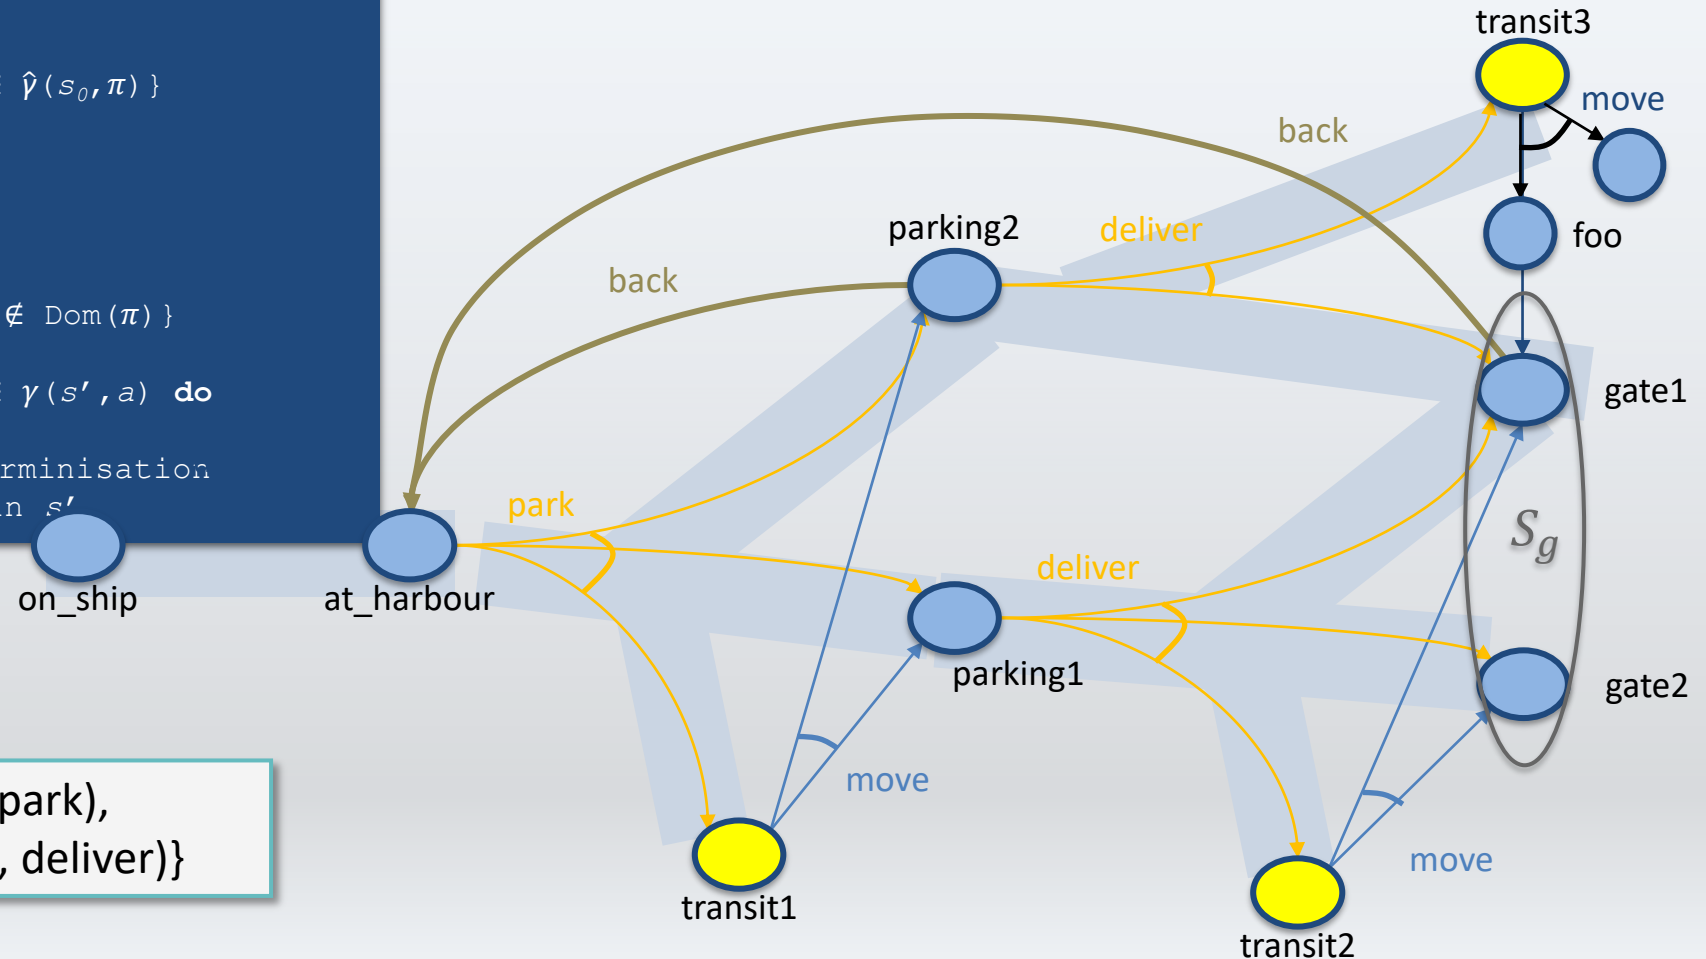 γ̂(s₀,π)}
∉ Dom(π)}
γ(s′,a) do
rminisation
n s′
on_ship
at_harbour
park
back
back
parking2
deliver
transit3
move
foo
gate1
S_g
gate2
deliver
parking1
move
transit1
move
transit2
park),
, deliver)}